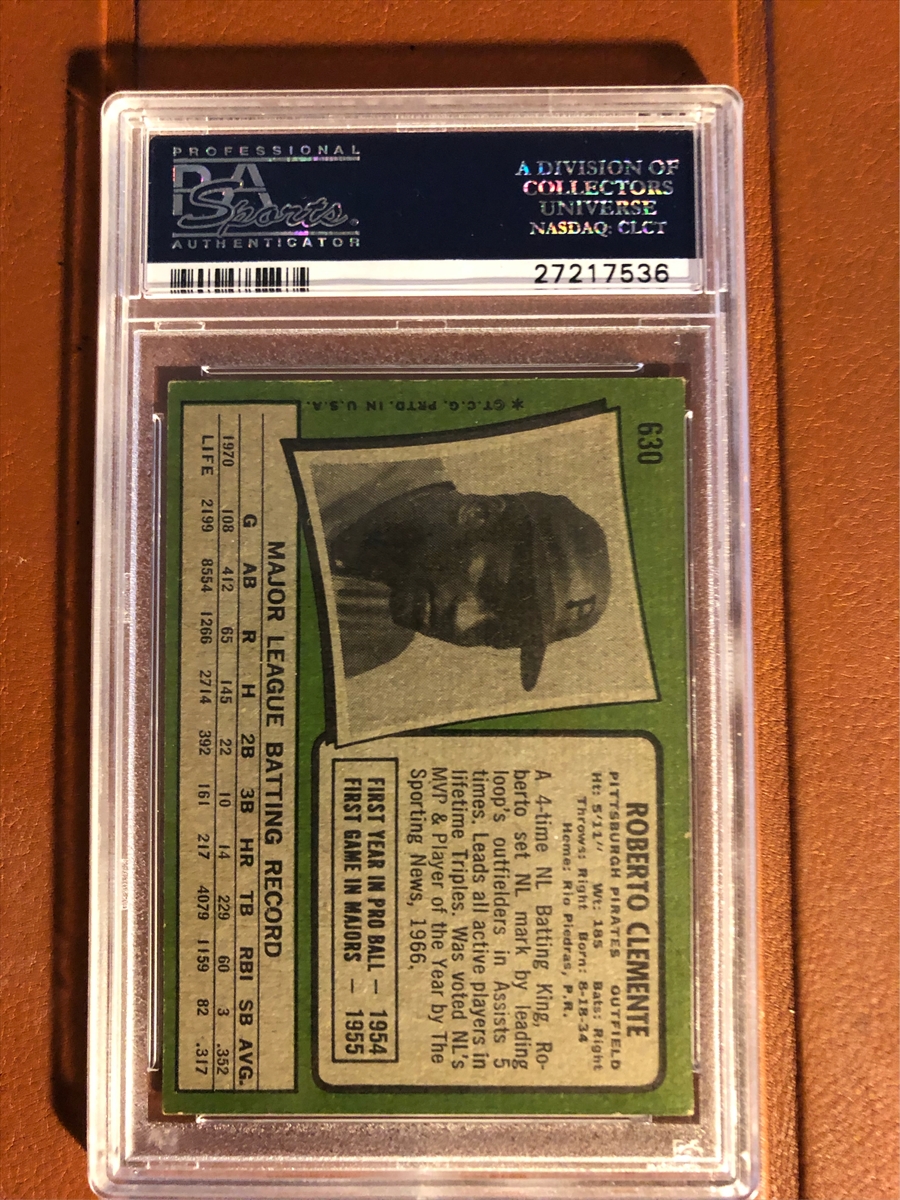 PROFESSIONAL
PSA
Sports.
AUTHENTICATOR
A DIVISION OF
COLLECTORS
UNIVERSE
NASDAQ: CLCT
27217536
630
ROBERTO CLEMENTE
PITTSBURGH PIRATES OUTFIELD
Ht: 5'11" Wt: 185 Bats: Right
Throws: Right Born: 8-18-34
Home: Rio Piedras, P.R.
A 4-time NL Batting King, Ro-
berto set NL mark by leading
loop's outfielders in Assists 5
times. Leads all active players in
lifetime Triples. Was voted NL's
MVP & Player of the Year by The
Sporting News, 1966.
FIRST YEAR IN PRO BALL – 1954
FIRST GAME IN MAJORS – 1955
P
*©T.C.G. PRTD. IN U.S.A.
MAJOR LEAGUE BATTING RECORD
G AB R H 2B 3B HR TB RBI SB AVG.
1970 108 412 65 145 22 10 14 229 60 3 .352
LIFE 2199 8554 1266 2714 392 161 217 4079 1159 82 .317